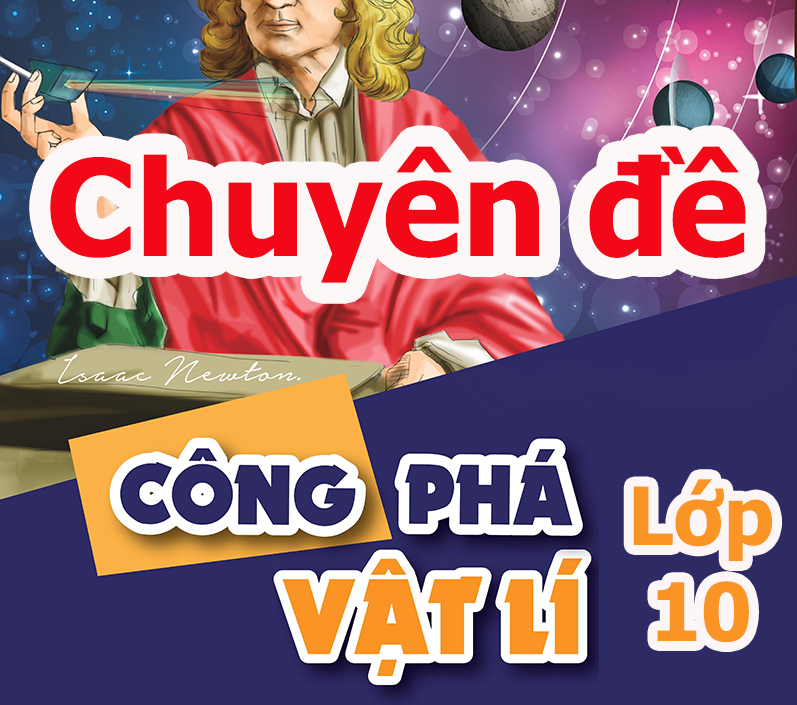 Chuyên đề
Isaac Newton.
CÔNG PHÁ
VẬT LÍ
Lớp
10